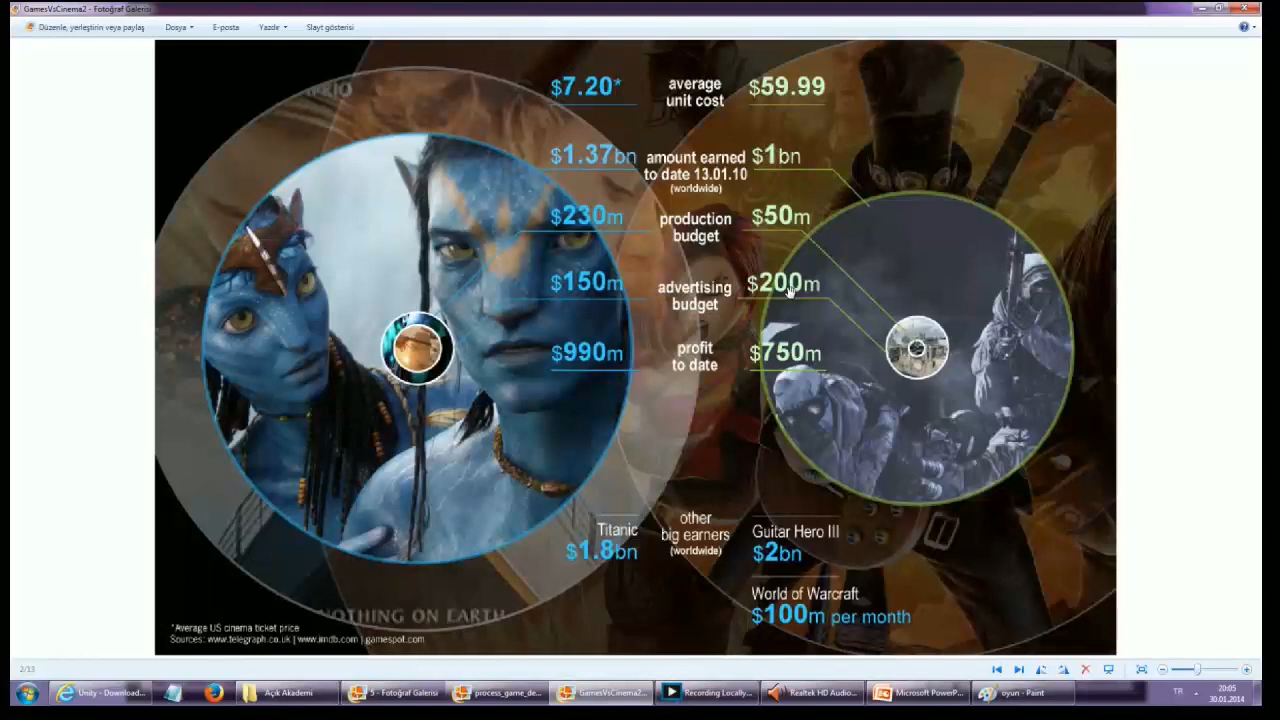 GamesVsCinema2 - Fotoğraf Galerisi
Düzenle, yerleştirin veya paylaş Dosya E-posta Yazdır Slayt gösterisi
$7.20* average unit cost $59.99
$1.37bn amount earned to date 13.01.10 (worldwide) $1bn
$230m production budget $50m
$150m advertising budget $200m
$990m profit to date $750m
Titanic
$1.8bn
other
big earners
(worldwide)
Guitar Hero III
$2bn
World of Warcraft
$100m per month
NOTHING ON EARTH
*Average US cinema ticket price
Sources: www.telegraph.co.uk | www.imdb.com | gamespot.com
2/13
Unity - Download... Açık Akademi 5 - Fotoğraf Galerisi process_game_de... GamesVsCinema2... Recording Locally... Realtek HD Audio... Microsoft PowerP... oyun - Paint TR 20:05
30.01.2014